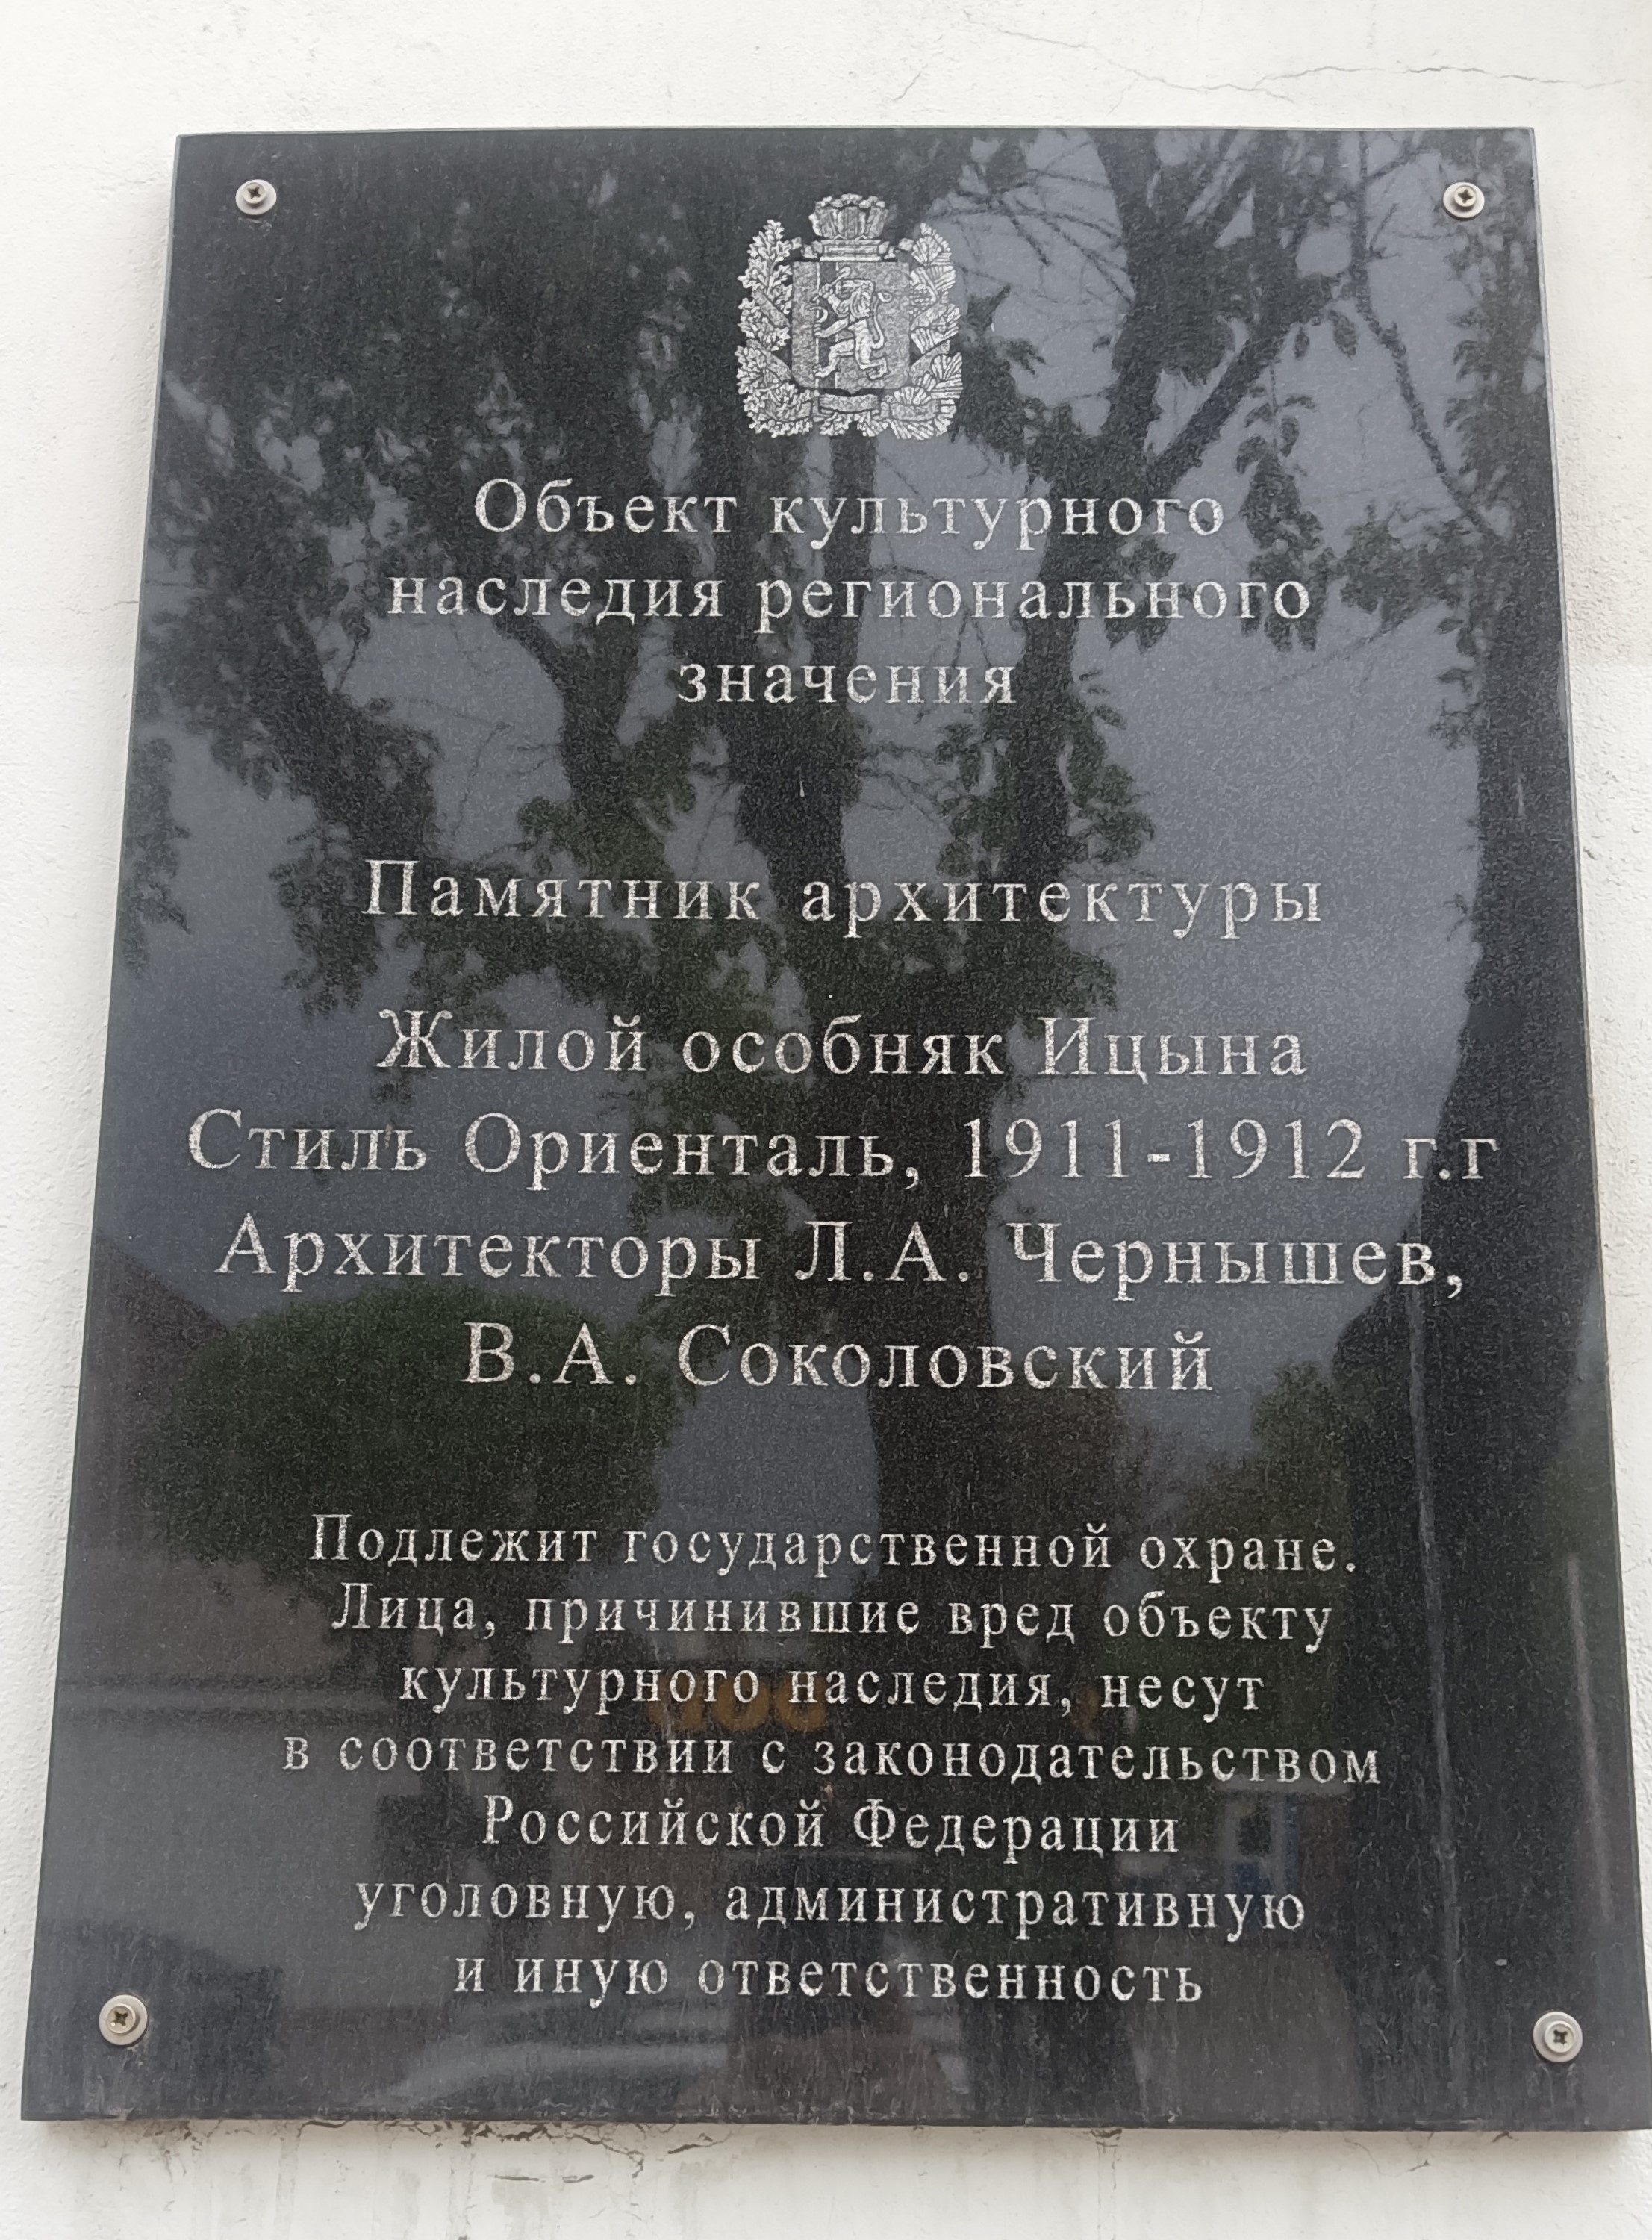 Объект культурного
наследия регионального
значения
Памятник архитектуры
Жилой особняк Ицына
Стиль Ориенталь, 1911-1912 г.г
Архитекторы Л.А. Чернышев,
В.А. Соколовский
Подлежит государственной охране.
Лица, причинившие вред объекту
культурного наследия, несут
в соответствии с законодательством
Российской Федерации
уголовную, административную
и иную ответственность